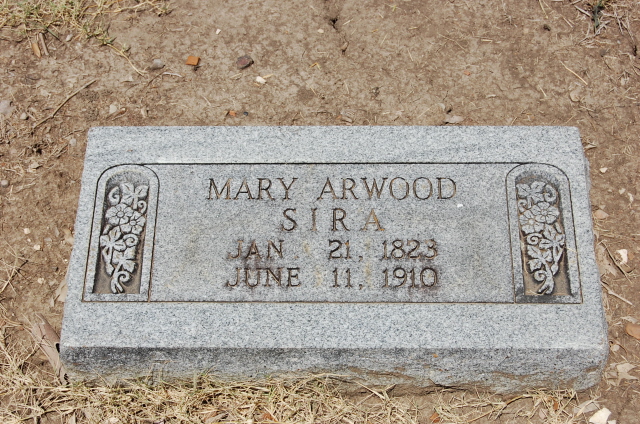 MARY ARWOOD
SIRA
JAN 21, 1823
JUNE 11, 1910